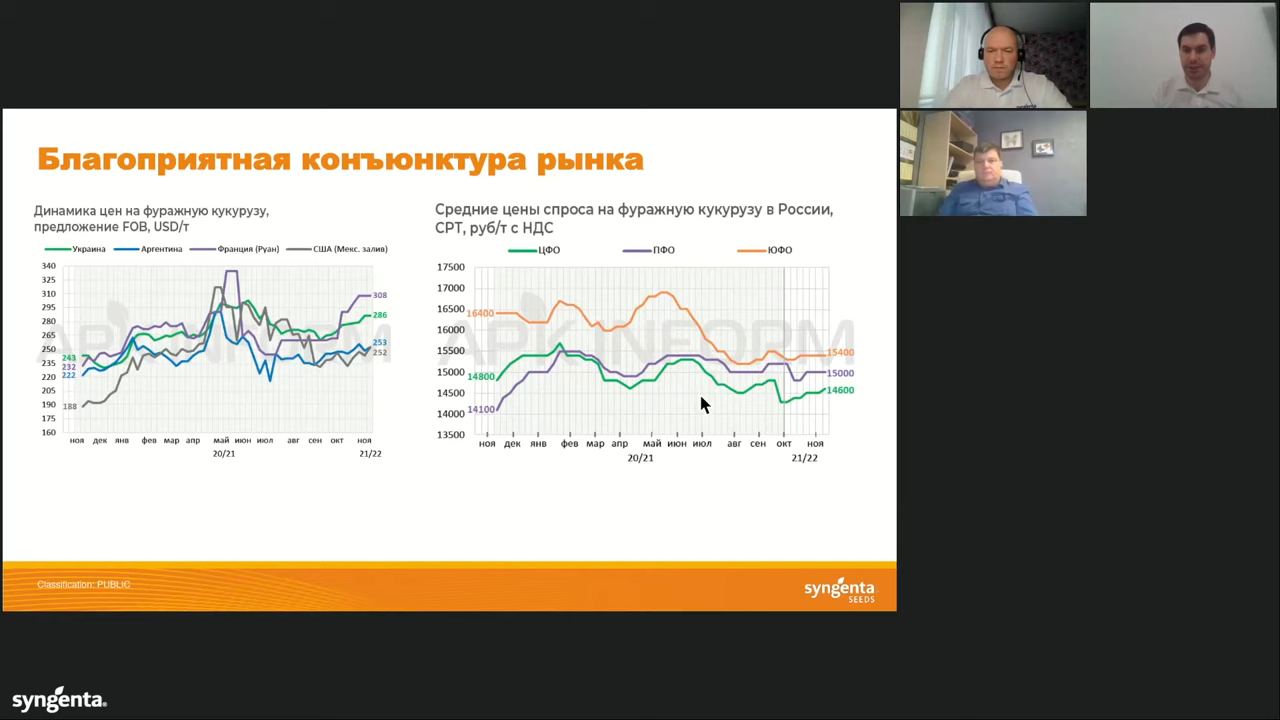 Благоприятная конъюнктура рынка
Динамика цен на фуражную кукурузу,
предложение FOB, USD/т
Украина Аргентина Франция (Руан) США (Мекс. залив)
340
325
310
295
280
265
250
235
220
205
190
175
160
243
232
222
188
308
286
253
252
ноя дек янв фев мар апр май июн июл авг сен окт ноя
20/21 21/22
Средние цены спроса на фуражную кукурузу в России,
CPT, руб/т с НДС
ЦФО ПФО ЮФО
17500
17000
16500
16000
15500
15000
14500
14000
13500
16400
14800
14100
15400
15000
14600
ноя дек янв фев мар апр май июн июл авг сен окт ноя
20/21 21/22
APK-INFORM
APK-INFORM
Classification: PUBLIC
syngenta
SEEDS
syngenta